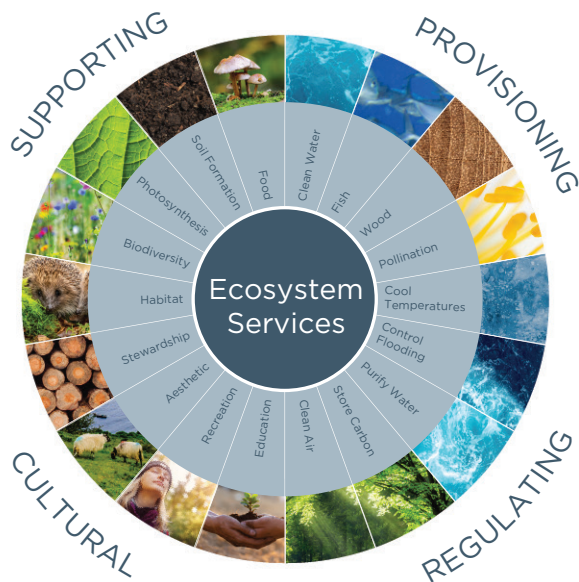 SUPPORTING
PROVISIONING
Soil Formation
Food
Clean Water
Fish
Wood
Photosynthesis
Pollination
Biodiversity
Ecosystem
Services
Cool
Temperatures
Habitat
Control
Flooding
Stewardship
Purify Water
Aesthetic
Store Carbon
Recreation
Education
Clean Air
CULTURAL
REGULATING